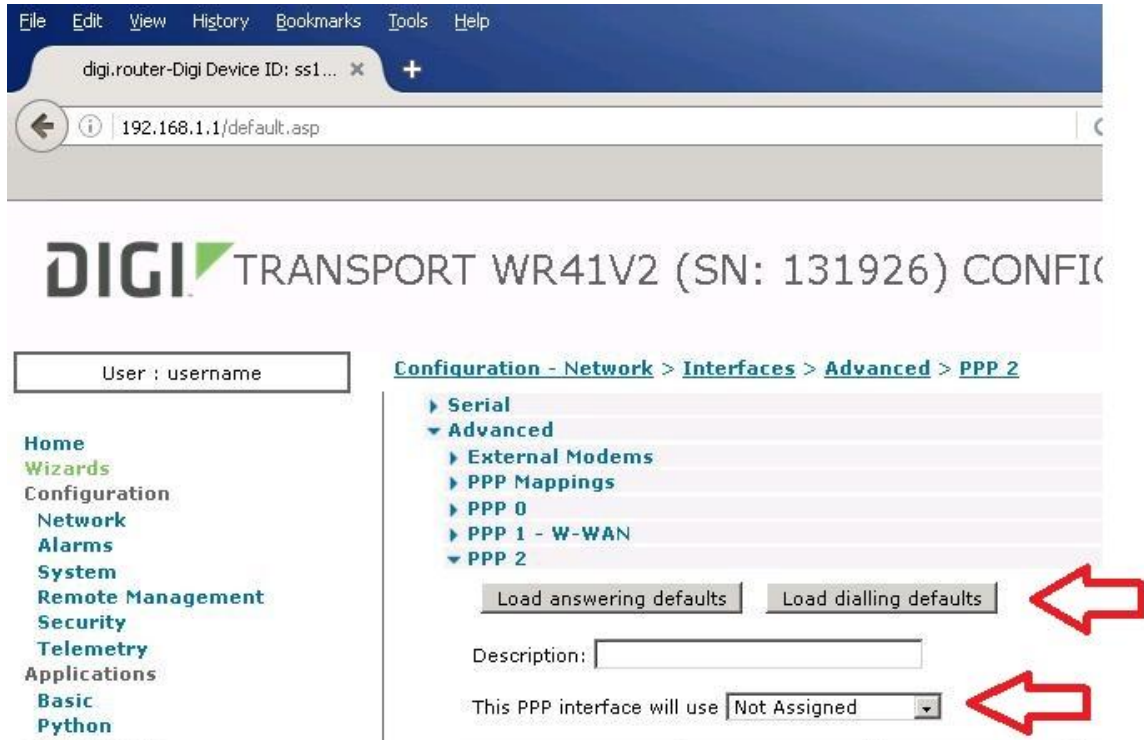 File Edit View History Bookmarks Tools Help
digi.router-Digi Device ID: ss1...
192.168.1.1/default.asp
DIGI TRANSPORT WR41V2 (SN: 131926) CONFI
User : username
Configuration - Network > Interfaces > Advanced > PPP 2
Serial
Advanced
External Modems
PPP Mappings
PPP 0
PPP 1 - W-WAN
PPP 2
Load answering defaults Load dialling defaults
Description:
This PPP interface will use Not Assigned
Home
Wizards
Configuration
Network
Alarms
System
Remote Management
Security
Telemetry
Applications
Basic
Python